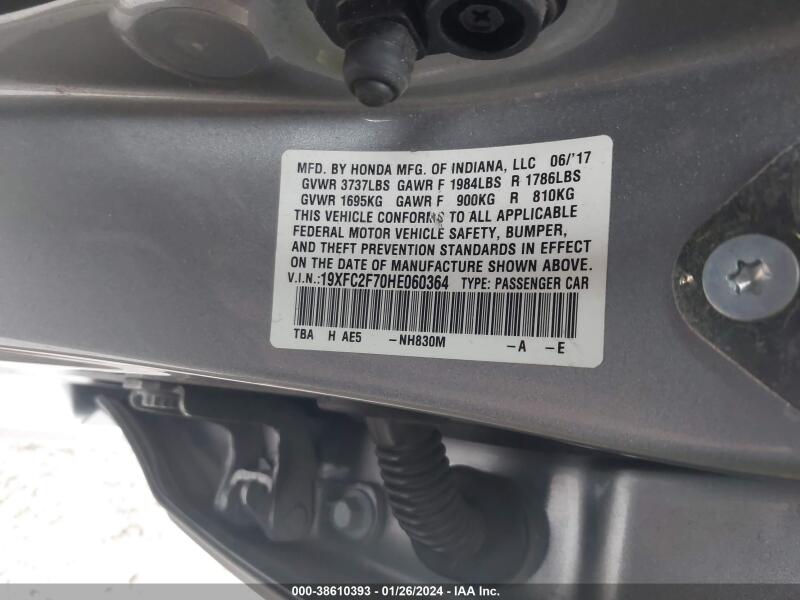 MFD. BY HONDA MFG. OF INDIANA, LLC 06/'17
GVWR 3737LBS GAWR F 1984LBS R 1786LBS
GVWR 1695KG GAWR F 900KG R 810KG
THIS VEHICLE CONFORMS TO ALL APPLICABLE
FEDERAL MOTOR VEHICLE SAFETY, BUMPER,
AND THEFT PREVENTION STANDARDS IN EFFECT
ON THE DATE OF MANUFACTURE SHOWN ABOVE.
V.I.N.:19XFC2F70HE060364 TYPE: PASSENGER CAR
TBA H AE5 -NH830M -A -E
000-38610393 - 01/26/2024 - IAA Inc.